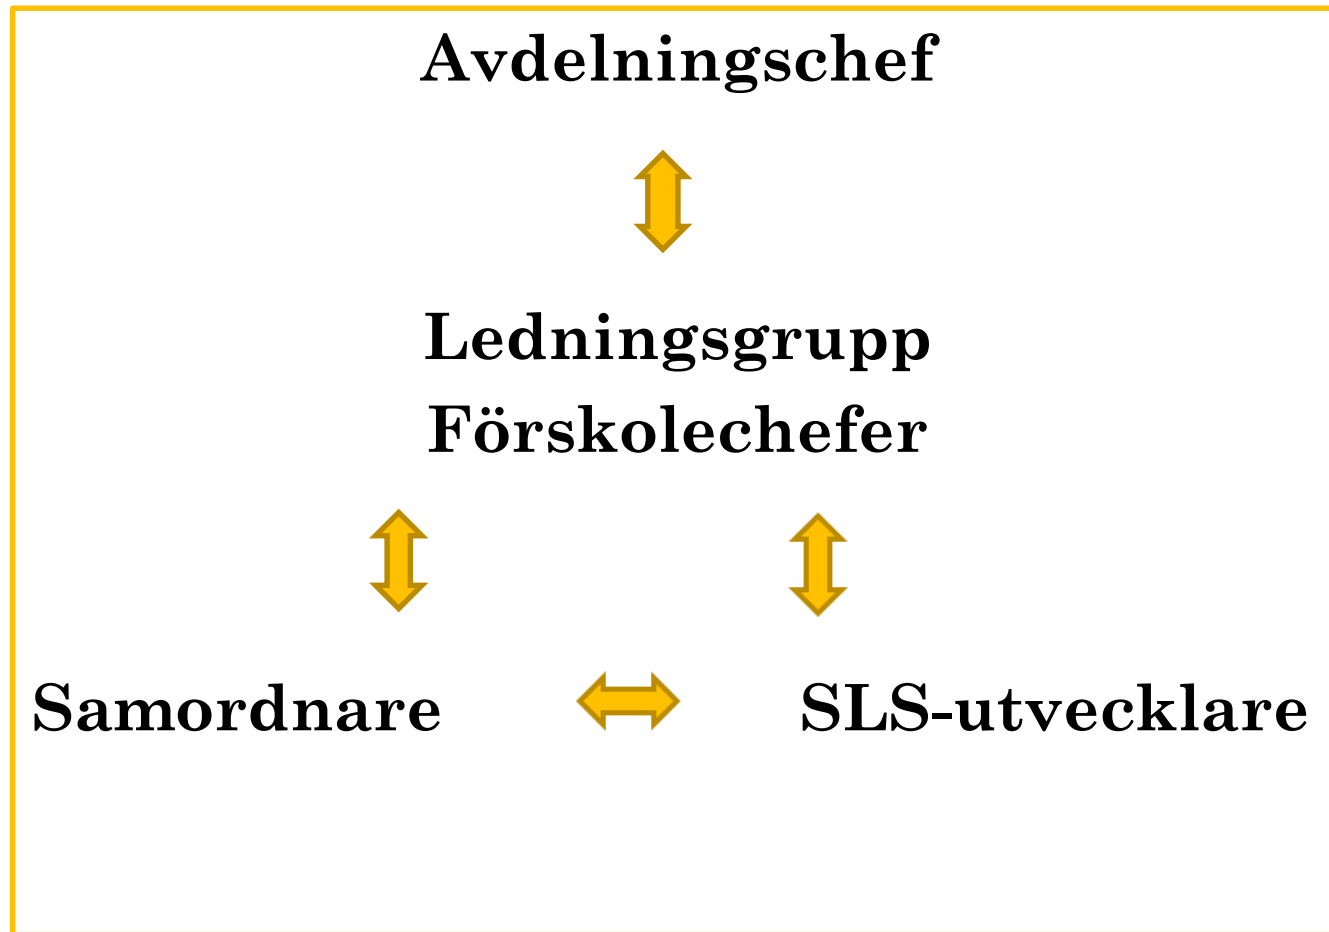 Avdelningschef
Ledningsgrupp
Förskolechefer
Samordnare
SLS-utvecklare